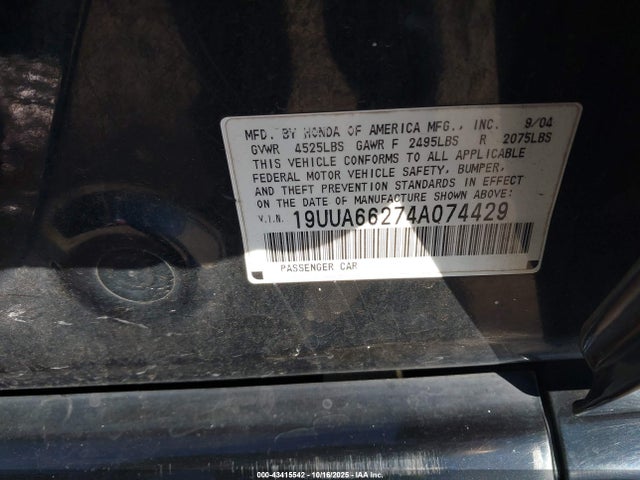 MFD. BY HONDA OF AMERICA MFG., INC. 9/04
GVWR 4525LBS GAWR F 2495LBS R 2075LBS
THIS VEHICLE CONFORMS TO ALL APPLICABLE
FEDERAL MOTOR VEHICLE SAFETY, BUMPER,
AND THEFT PREVENTION STANDARDS IN EFFECT
ON THE DATE OF MANUFACTURE SHOWN ABOVE:
V.I.N. 19UUA66274A074429
PASSENGER CAR
000-43415542 - 10/16/2025 - © IAA Inc.